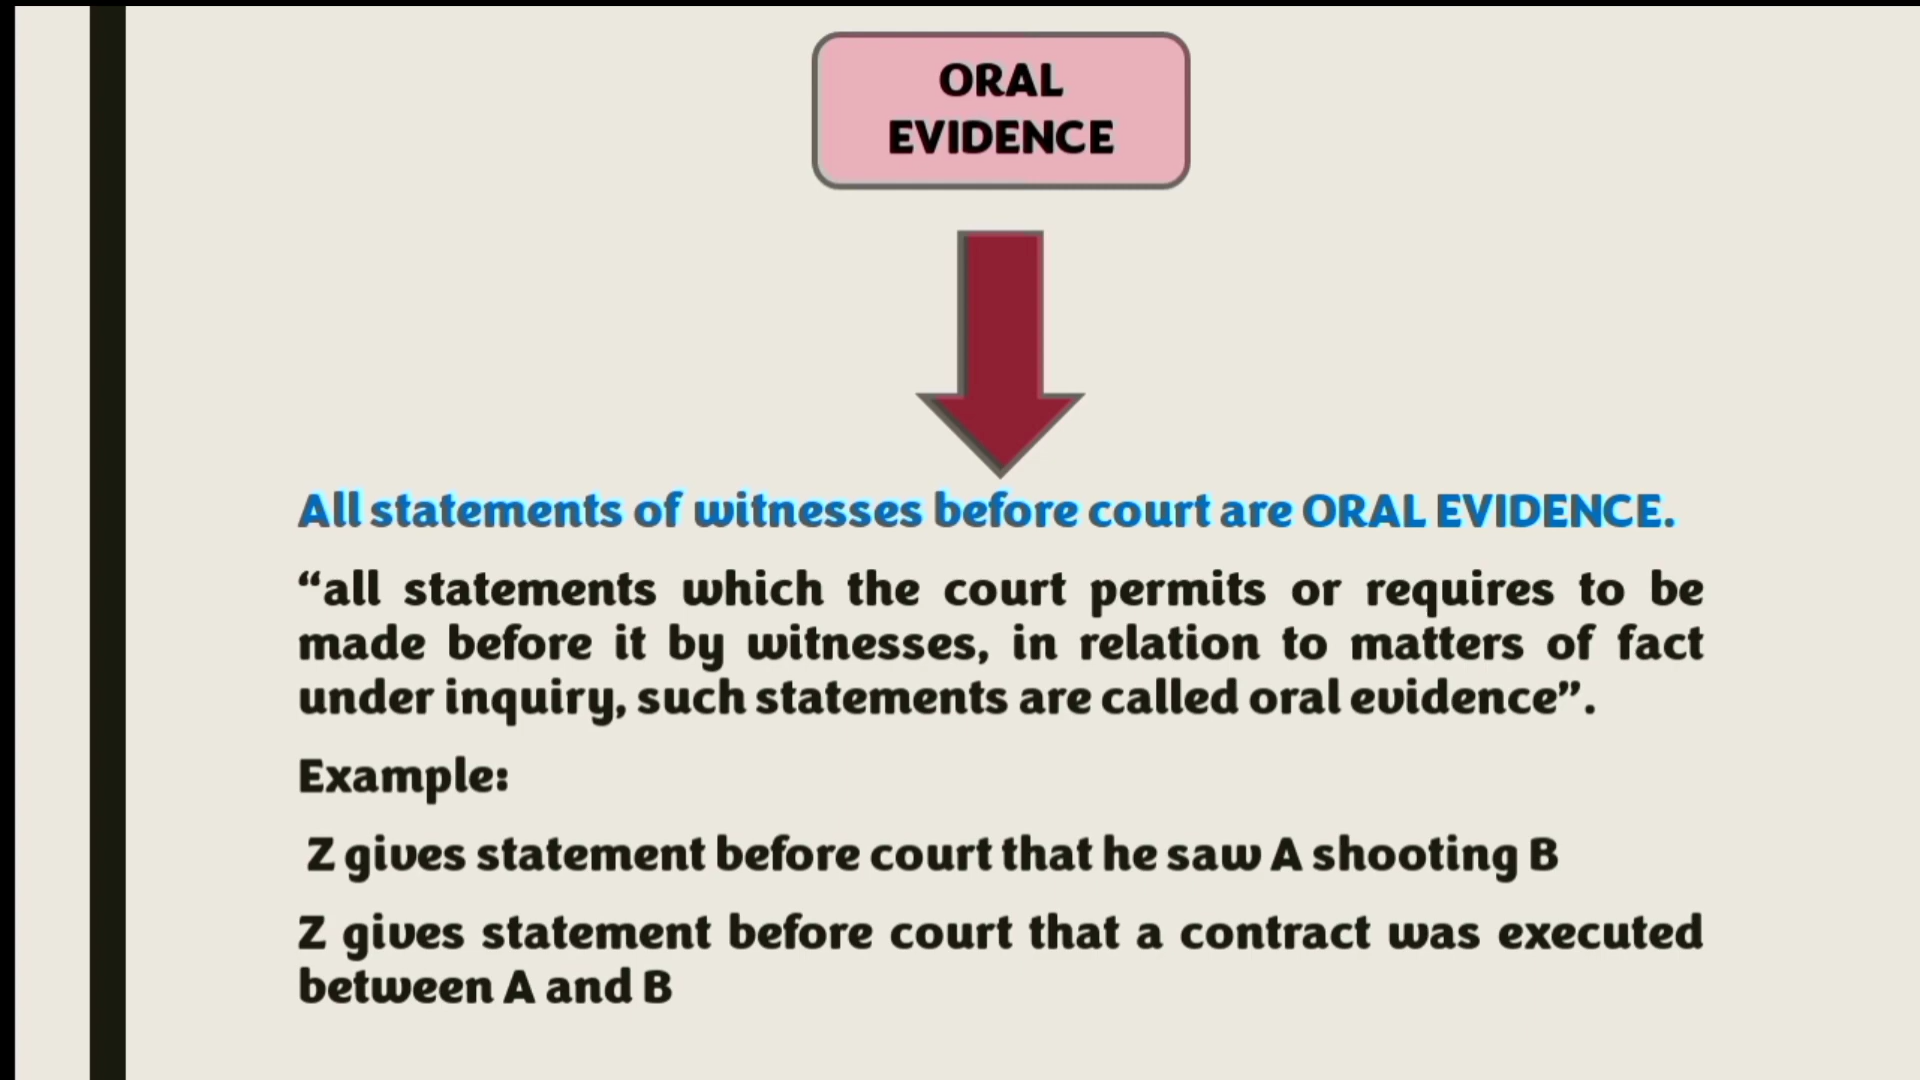 ORAL
EVIDENCE
All statements of witnesses before court are ORAL EVIDENCE.
“all statements which the court permits or requires to be
made before it by witnesses, in relation to matters of fact
under inquiry, such statements are called oral evidence”.
Example:
Z gives statement before court that he saw A shooting B
Z gives statement before court that a contract was executed
between A and B